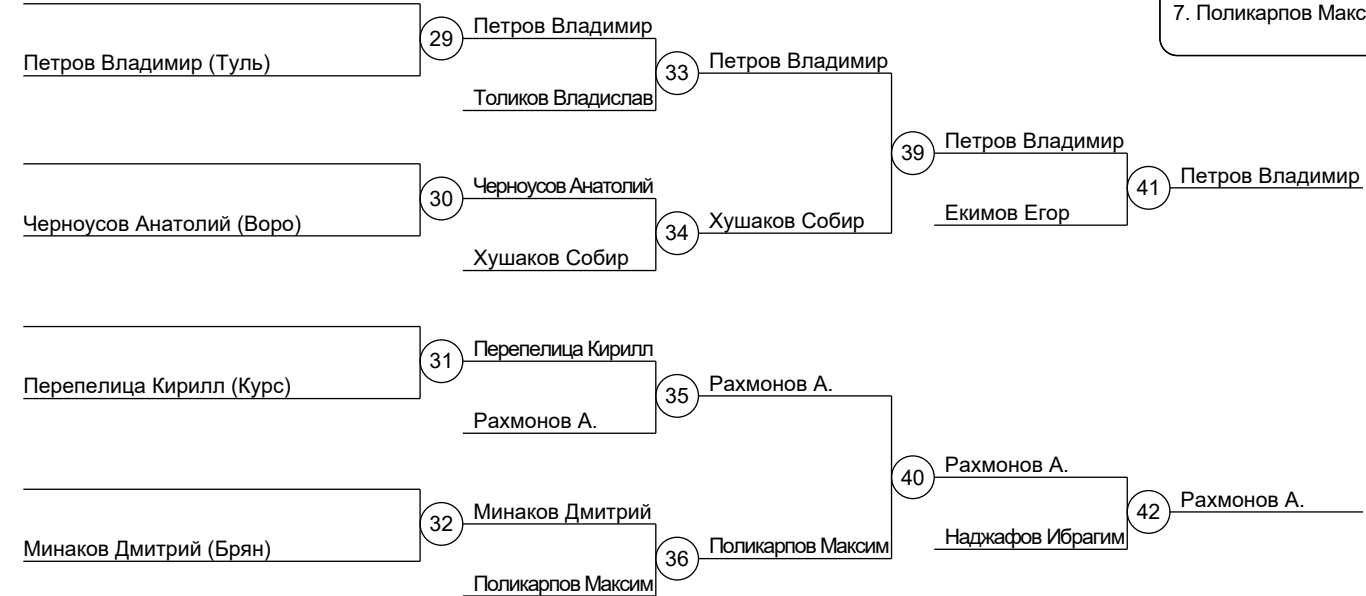 7. Поликарпов Макс
29
Петров Владимир
Петров Владимир (Туль)
33
Петров Владимир
Толиков Владислав
39
Петров Владимир
30
Черноусов Анатолий
41
Петров Владимир
Черноусов Анатолий (Воро)
34
Хушаков Собир
Екимов Егор
Хушаков Собир
31
Перепелица Кирилл
Перепелица Кирилл (Курс)
35
Рахмонов А.
Рахмонов А.
40
Рахмонов А.
32
Минаков Дмитрий
42
Рахмонов А.
Минаков Дмитрий (Брян)
36
Поликарпов Максим
Наджафов Ибрагим
Поликарпов Максим